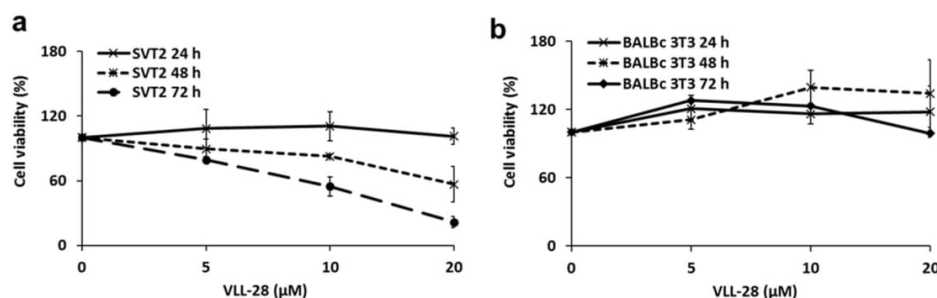 a
SVT2 24 h
SVT2 48 h
SVT2 72 h
Cell viability (%)
180
120
60
0
0 5 10 20
VLL-28 (μM)
b
BALBc 3T3 24 h
BALBc 3T3 48 h
BALBc 3T3 72 h
Cell viability (%)
180
120
60
0
0 5 10 20
VLL-28 (μM)